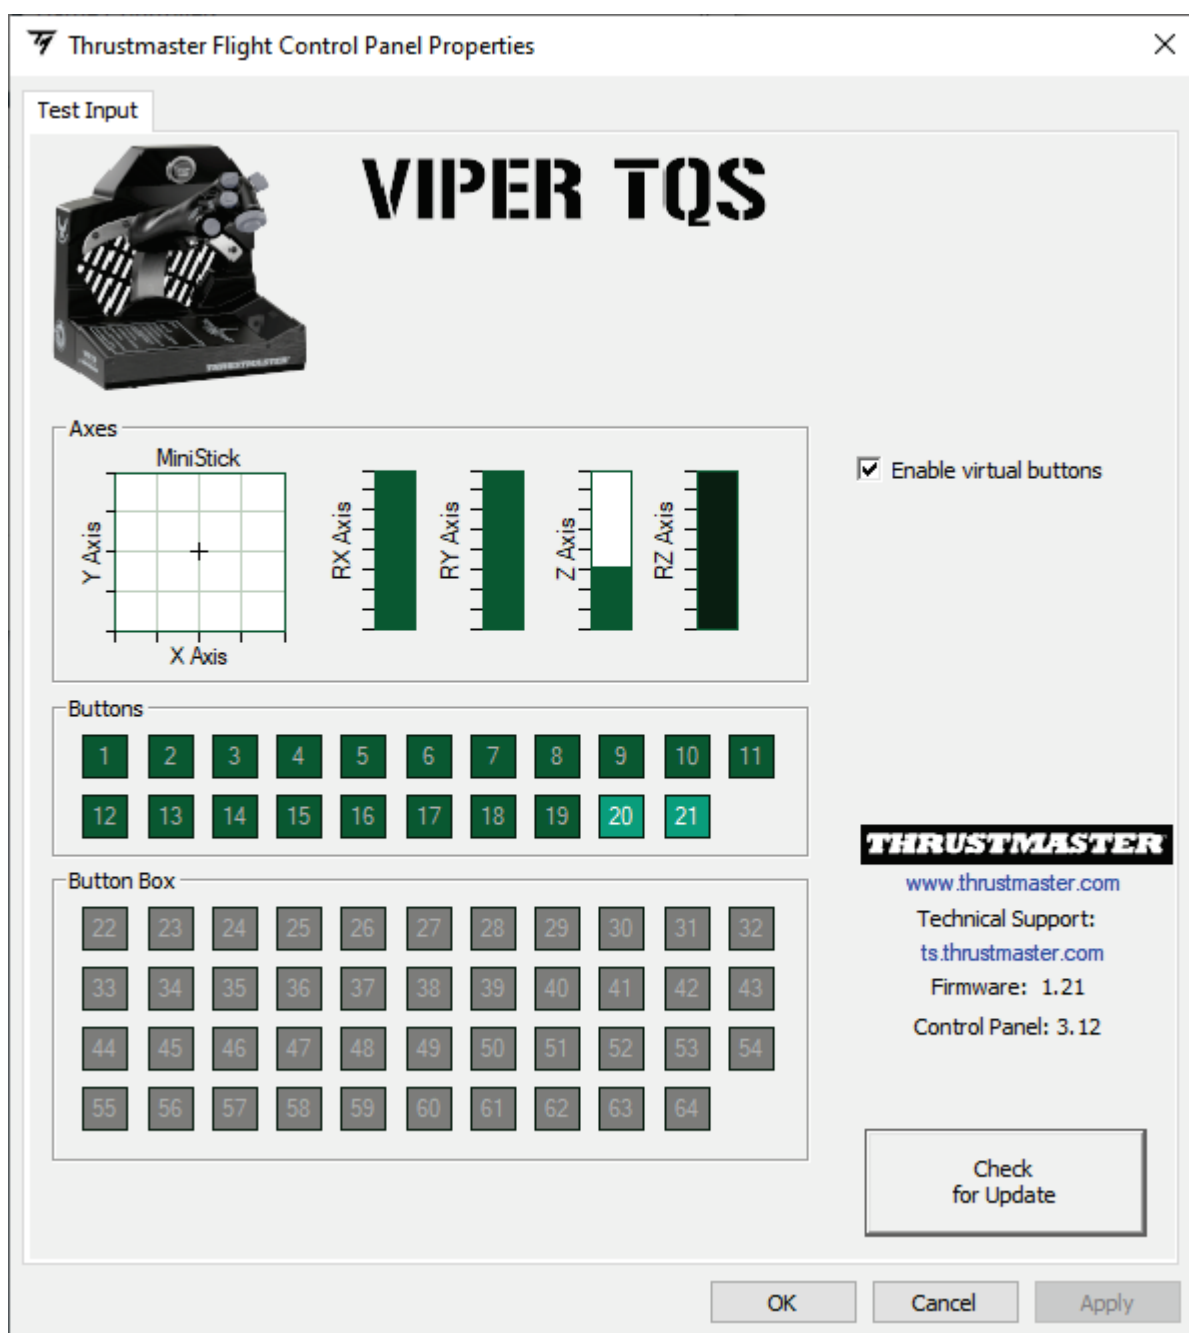 Thrustmaster Flight Control Panel Properties
Test Input
VIPER TQS
THRUSTMASTER
Axes
MiniStick
Y Axis
X Axis
RX Axis
RY Axis
Z Axis
RZ Axis
Enable virtual buttons
Buttons
1 2 3 4 5 6 7 8 9 10 11
12 13 14 15 16 17 18 19 20 21
Button Box
22 23 24 25 26 27 28 29 30 31 32
33 34 35 36 37 38 39 40 41 42 43
44 45 46 47 48 49 50 51 52 53 54
55 56 57 58 59 60 61 62 63 64
THRUSTMASTER
www.thrustmaster.com
Technical Support:
ts.thrustmaster.com
Firmware: 1.21
Control Panel: 3.12
Check
for Update
OK Cancel Apply